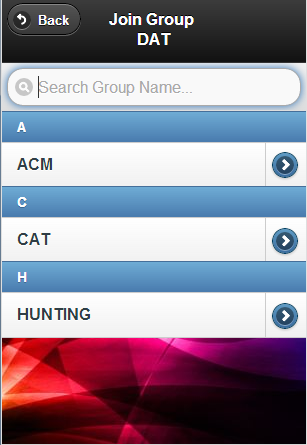 Back
Join Group
DAT
Search Group Name...
A
ACM
C
CAT
H
HUNTING